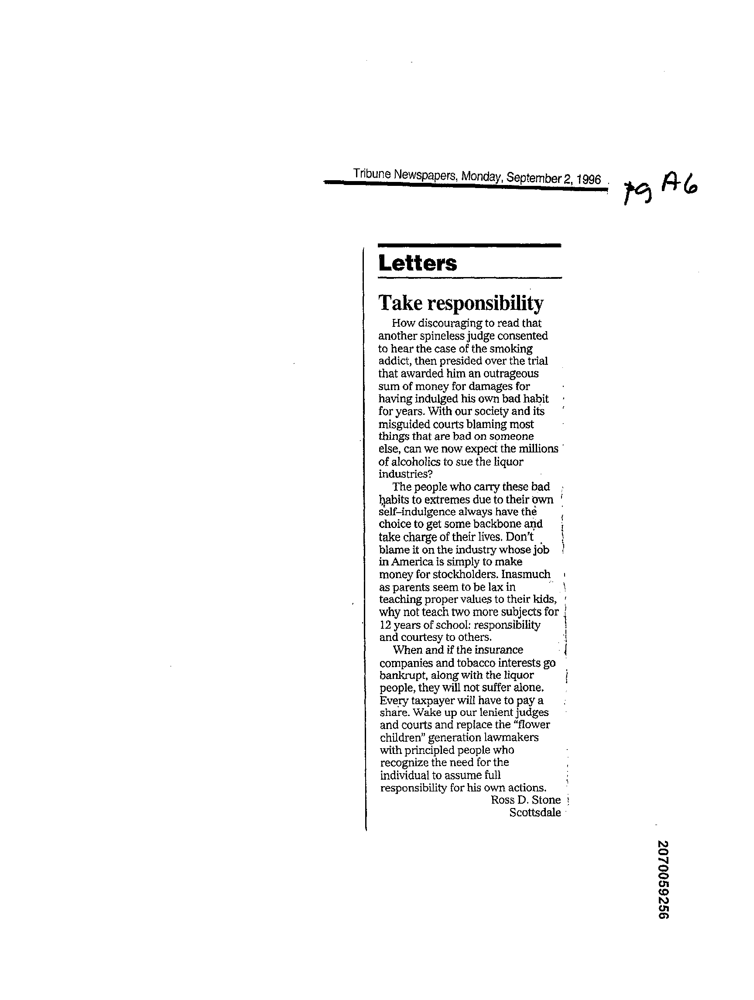 Tribune Newspapers, Monday, September 2, 1996
pg A6
Letters
Take responsibility
How discouraging to read that
another spineless judge consented
to hear the case of the smoking
addict, then presided over the trial
that awarded him an outrageous
sum of money for damages for
having indulged his own bad habit
for years. With our society and its
misguided courts blaming most
things that are bad on someone
else, can we now expect the millions
of alcoholics to sue the liquor
industries?
The people who carry these bad
habits to extremes due to their own
self-indulgence always have the
choice to get some backbone and
take charge of their lives. Don't
blame it on the industry whose job
in America is simply to make
money for stockholders. Inasmuch
as parents seem to be lax in
teaching proper values to their kids,
why not teach two more subjects for
12 years of school: responsibility
and courtesy to others.
When and if the insurance
companies and tobacco interests go
bankrupt, along with the liquor
people, they will not suffer alone.
Every taxpayer will have to pay a
share. Wake up our lenient judges
and courts and replace the "flower
children" generation lawmakers
with principled people who
recognize the need for the
individual to assume full
responsibility for his own actions.
Ross D. Stone
Scottsdale
2070059256